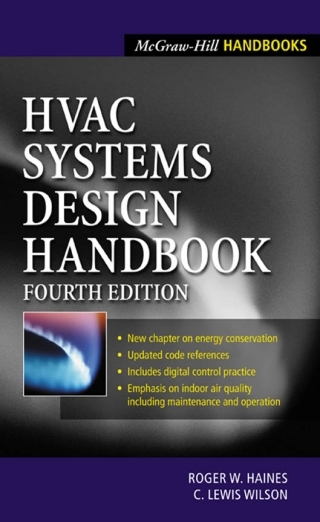 McGraw-Hill HANDBOOKS
HVAC
SYSTEMS
DESIGN
HANDBOOK
FOURTH EDITION
• New chapter on energy conservation
• Updated code references
• Includes digital control practice
• Emphasis on indoor air quality
including maintenance and operation
ROGER W. HAINES
C. LEWIS WILSON